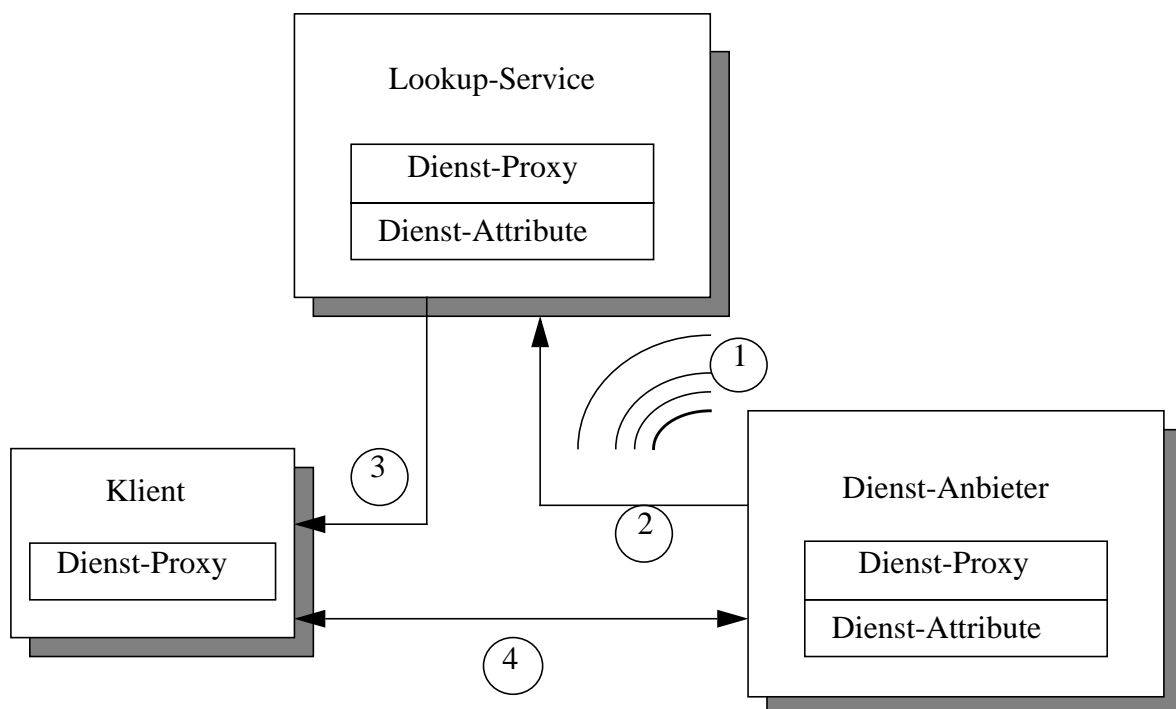 Lookup-Service
Dienst-Proxy
Dienst-Attribute
1
3
Klient
Dienst-Proxy
2
Dienst-Anbieter
Dienst-Proxy
Dienst-Attribute
4